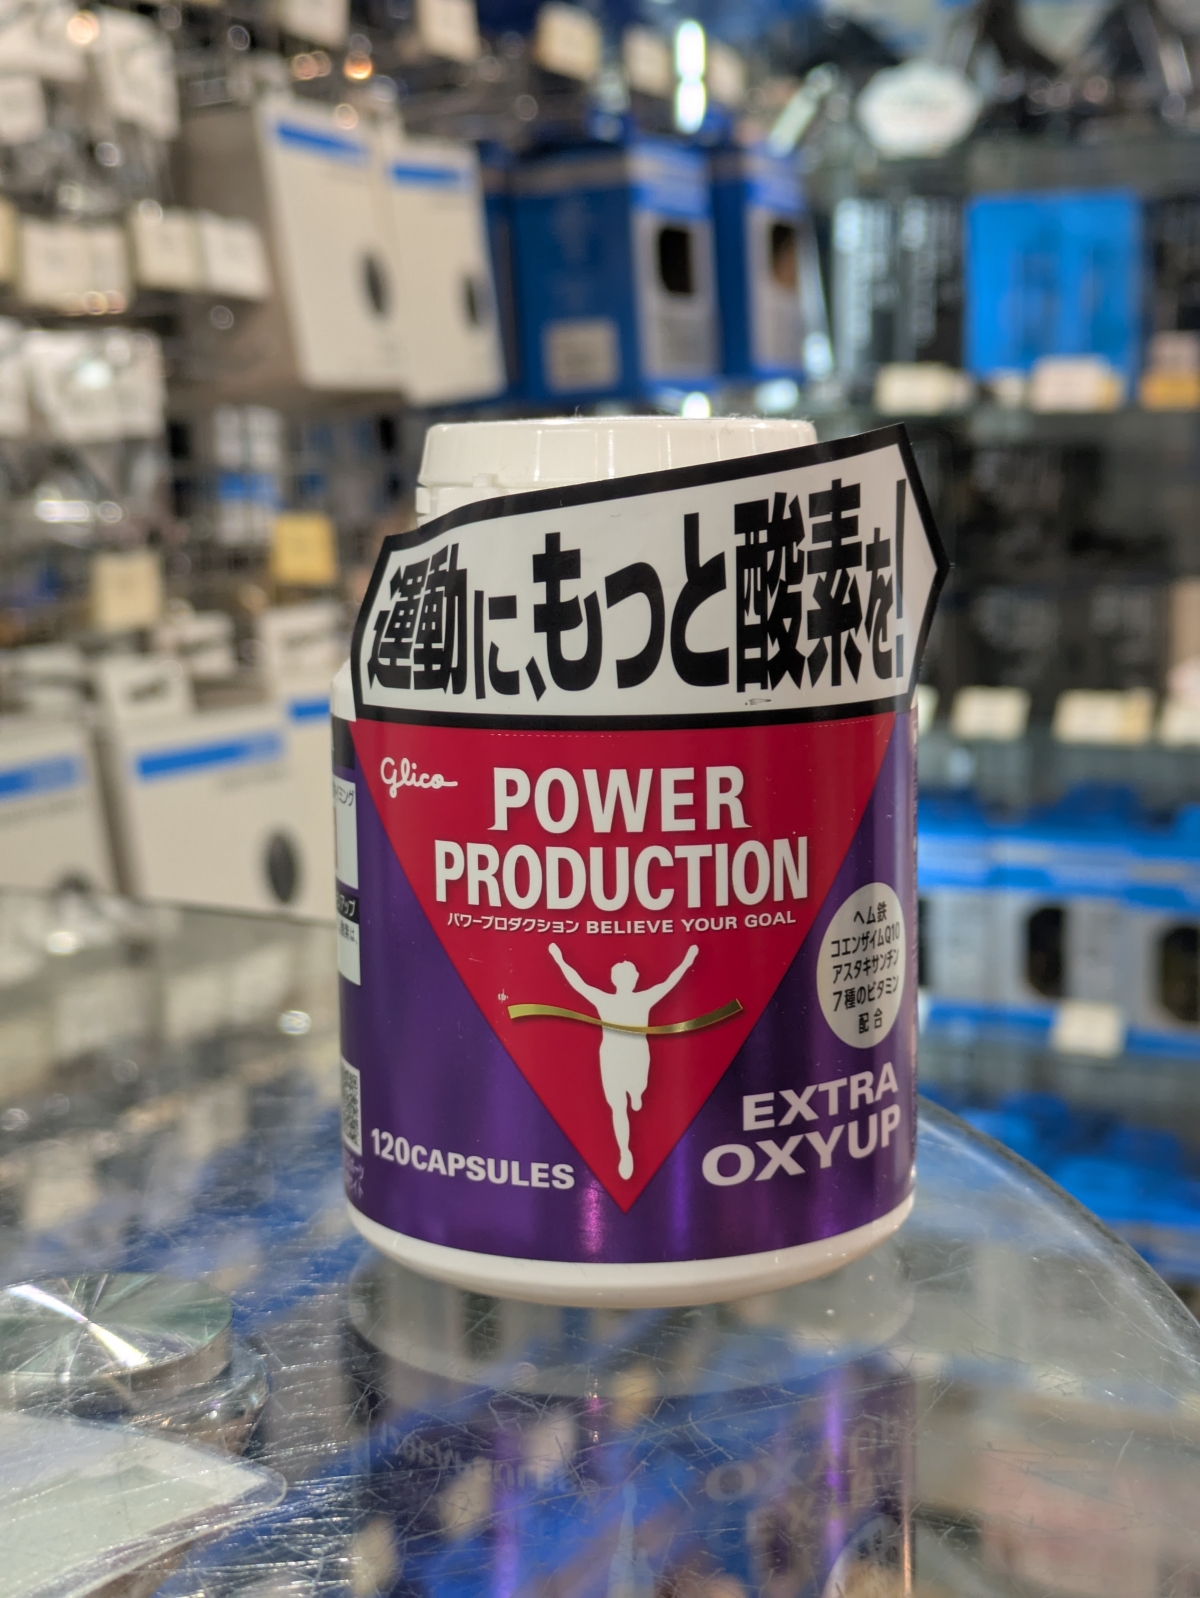 運動に、もっと酸素を!
Glico
POWER
PRODUCTION
パワープロダクション BELIEVE YOUR GOAL
ヘム鉄
コエンザイムQ10
アスタキサンチン
7種のビタミン
配合
EXTRA
OXYUP
120CAPSULES